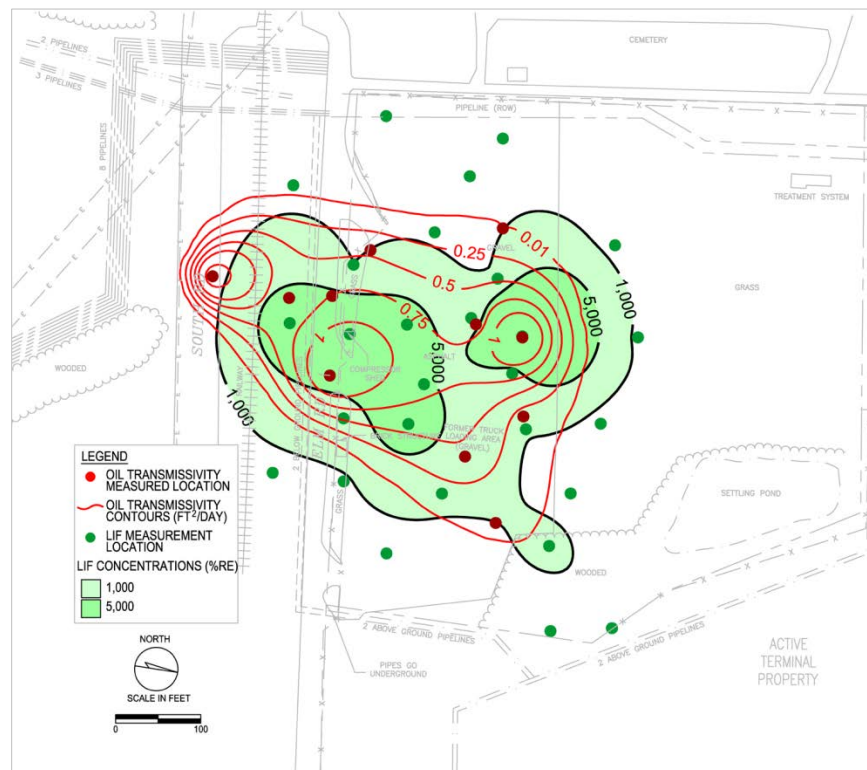 CEMETERY
2 PIPELINES
3 PIPELINES
8 PIPELINES
PIPELINE (ROW)
TREATMENT SYSTEM
GRAVEL
0.01
0.25
0.5
0.75
1
1
1,000
5,000
5,000
1,000
GRASS
GRASS
WOODED
ASPHALT
COMPRESSOR
RAILWAY
FORMER TRUCK
LOADING AREA
(GRAVEL)
GRASS
SETTLING POND
WOODED
LEGEND
OIL TRANSMISSIVITY
MEASURED LOCATION
OIL TRANSMISSIVITY
CONTOURS (FT²/DAY)
LIF MEASUREMENT
LOCATION
LIF CONCENTRATIONS (%RE)
1,000
5,000
NORTH
SCALE IN FEET
0 100
2 ABOVE GROUND PIPELINES
2 ABOVE GROUND PIPELINES
PIPES GO
UNDERGROUND
ACTIVE
TERMINAL
PROPERTY